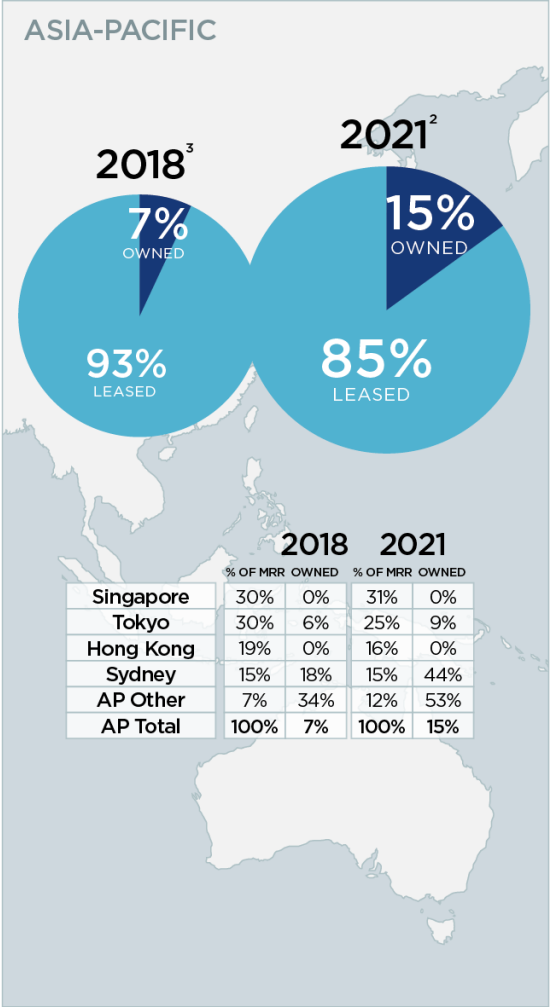 ASIA-PACIFIC
2018³
7%
OWNED
93%
LEASED
2021²
15%
OWNED
85%
LEASED
2018 2021
% OF MRR OWNED % OF MRR OWNED
Singapore 30% 0% 31% 0%
Tokyo 30% 6% 25% 9%
Hong Kong 19% 0% 16% 0%
Sydney 15% 18% 15% 44%
AP Other 7% 34% 12% 53%
AP Total 100% 7% 100% 15%